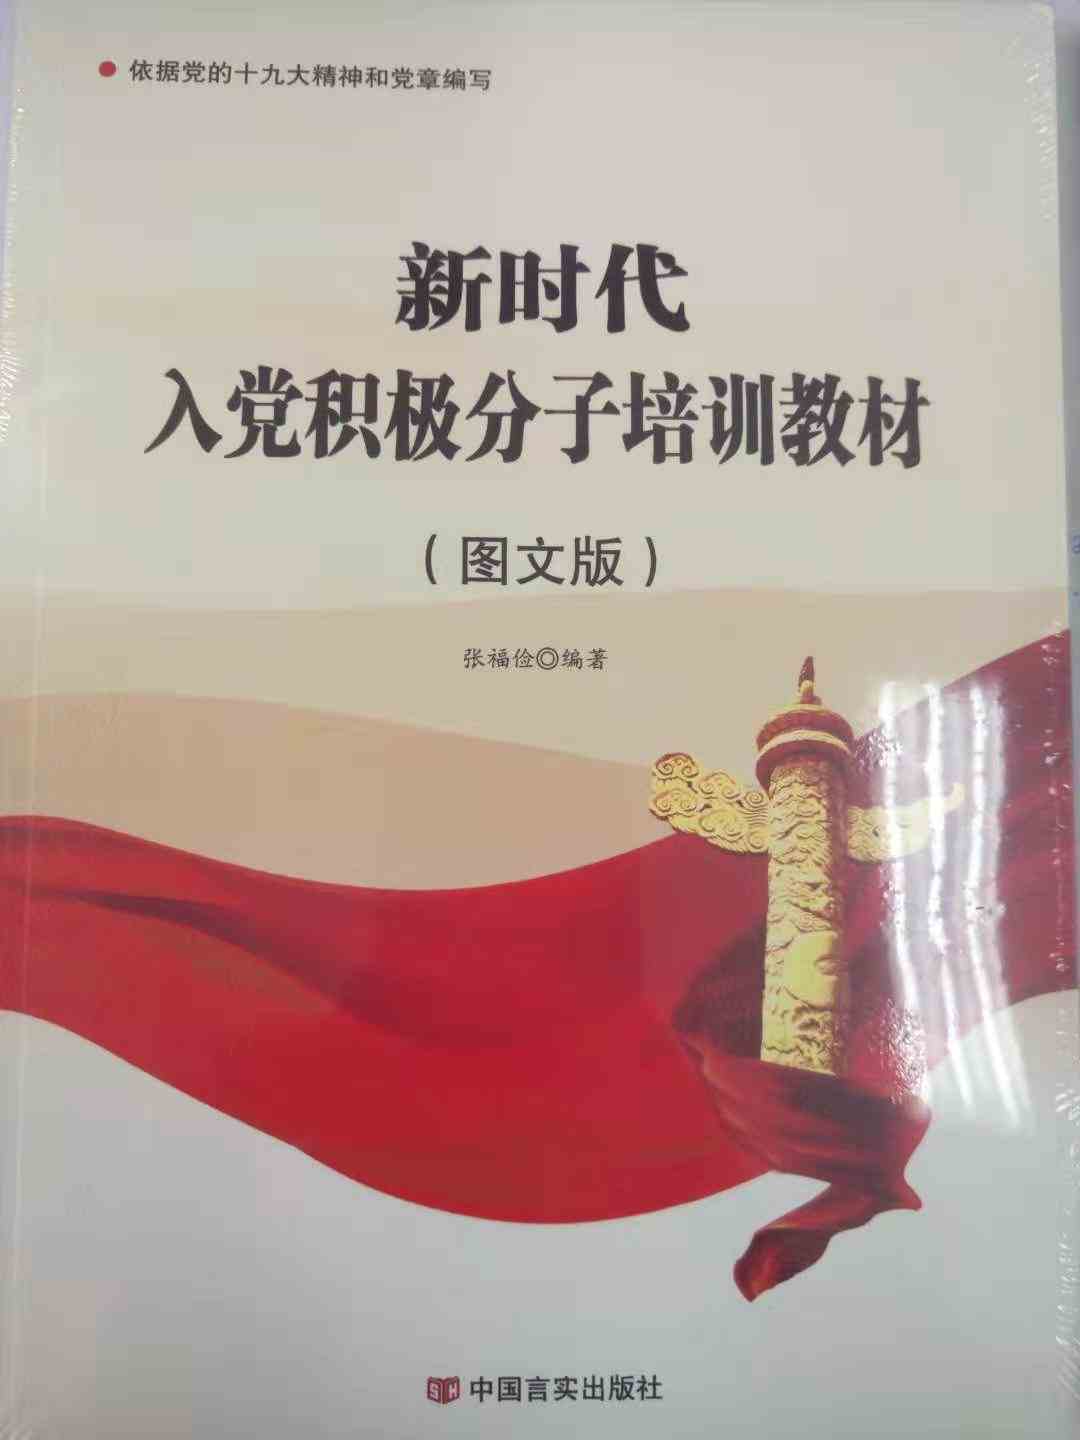 依据党的十九大精神和党章编写
新时代
入党积极分子培训教材
（图文版）
张福俭◎编著
SH 中国言实出版社